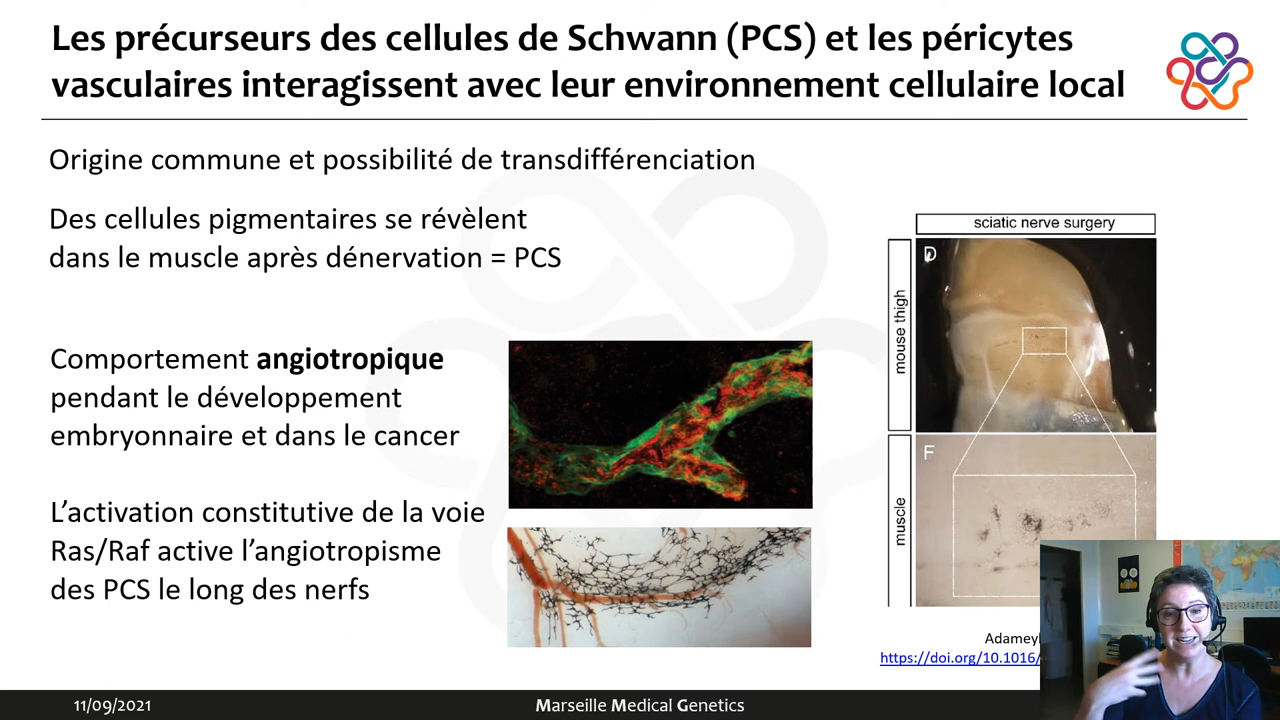 Les précurseurs des cellules de Schwann (PCS) et les péricytes
vasculaires interagissent avec leur environnement cellulaire local
Origine commune et possibilité de transdifférenciation
Des cellules pigmentaires se révèlent
dans le muscle après dénervation = PCS
Comportement angiotropique
pendant le développement
embryonnaire et dans le cancer
L'activation constitutive de la voie
Ras/Raf active l'angiotropisme
des PCS le long des nerfs
sciatic nerve surgery
mouse thigh
D
muscle
F
https://doi.org/10.1016/
11/09/2021
Marseille Medical Genetics